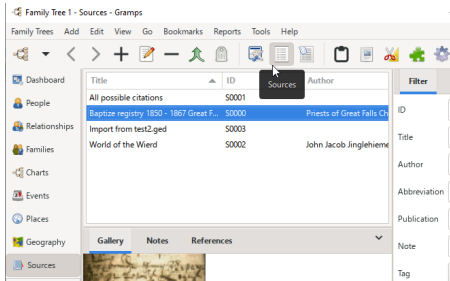 Family Tree 1 - Sources - Gramps
Family Trees Add Edit View Go Bookmarks Reports Tools Help
Dashboard
People
Relationships
Families
Charts
Events
Places
Geography
Sources
Title ID Author
All possible citations S0001
Baptize registry 1850 - 1867 Great F... S0000 Priests of Great Falls Ch
Import from test2.ged S0003
World of the Wierd S0002 John Jacob Jinglehieme
Sources
Gallery Notes References
Filter
ID
Title
Author
Abbreviation
Publication
Note
Tag